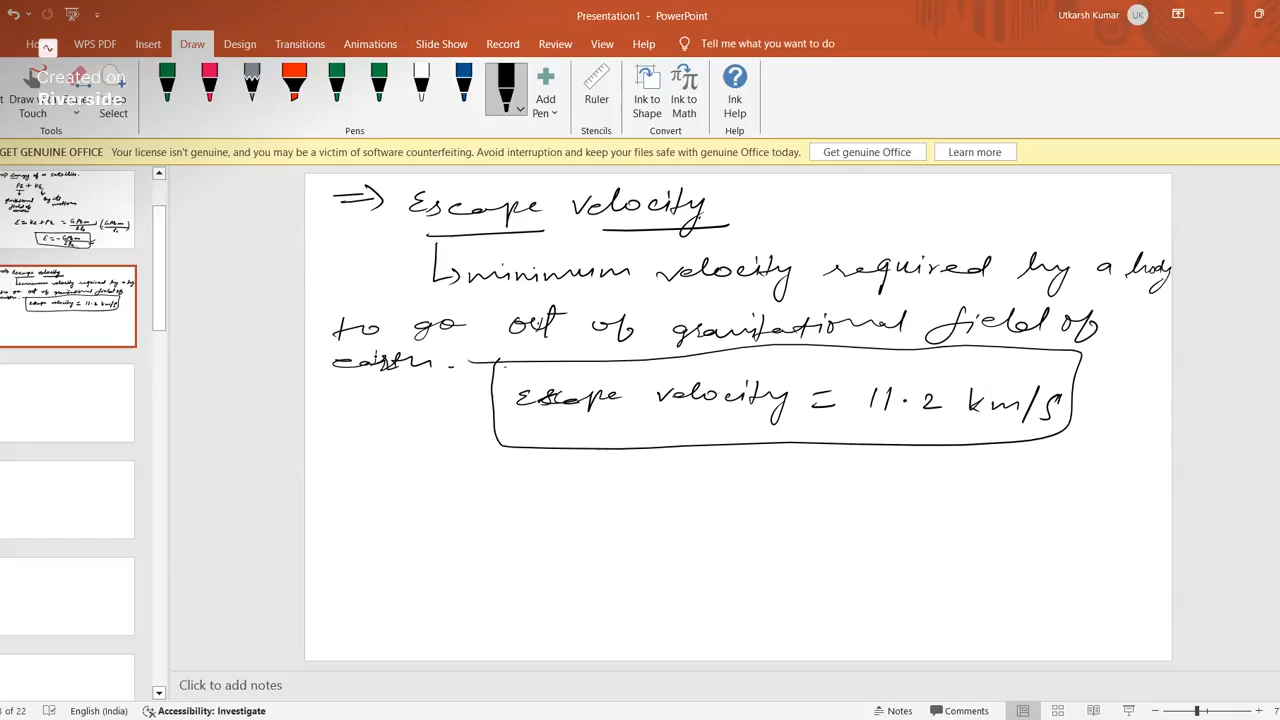 Presentation1 - PowerPoint
Utkarsh Kumar UK
WPS PDF Insert Draw Design Transitions Animations Slide Show Record Review View Help Tell me what you want to do
Created on
Riverside
Draw
Touch
Select
Add
Pen
Ruler
Ink to
Shape
Ink to
Math
Ink
Help
Tools Pens Stencils Convert Help
GET GENUINE OFFICE Your license isn't genuine, and you may be a victim of software counterfeiting. Avoid interruption and keep your files safe with genuine Office today. Get genuine Office Learn more
⇒ Escape velocity
↳ minimum velocity required by a body
to go out of gravitational field of
earth.
escape velocity = 11.2 km/s
Click to add notes
of 22 English (India) Accessibility: Investigate Notes Comments